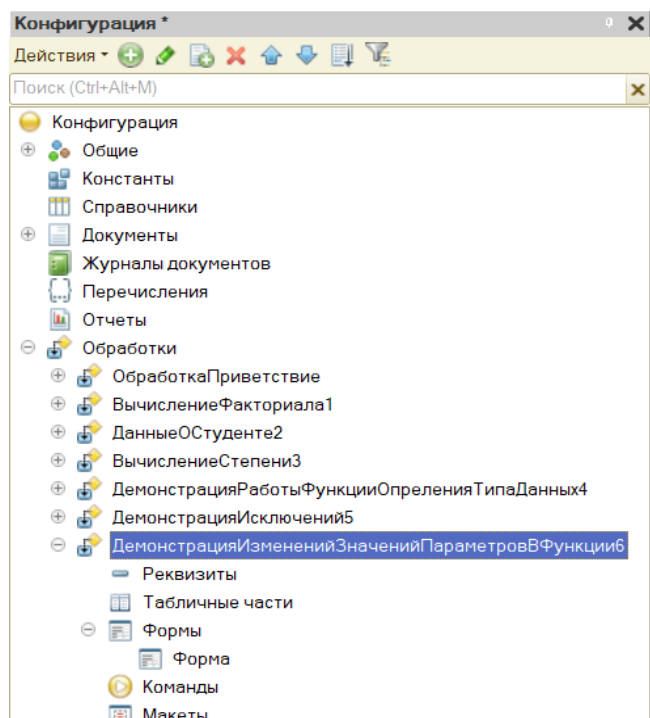 Конфигурация *
Действия
Поиск (Ctrl+Alt+M)
Конфигурация
Общие
Константы
Справочники
Документы
Журналы документов
Перечисления
Отчеты
Обработки
ОбработкаПриветствие
ВычислениеФакториала1
ДанныеОСтуденте2
ВычислениеСтепени3
ДемонстрацияРаботыФункцииОпреленияТипаДанных4
ДемонстрацияИсключений5
ДемонстрацияИзмененийЗначенийПараметровВФункции6
Реквизиты
Табличные части
Формы
Форма
Команды
Макеты